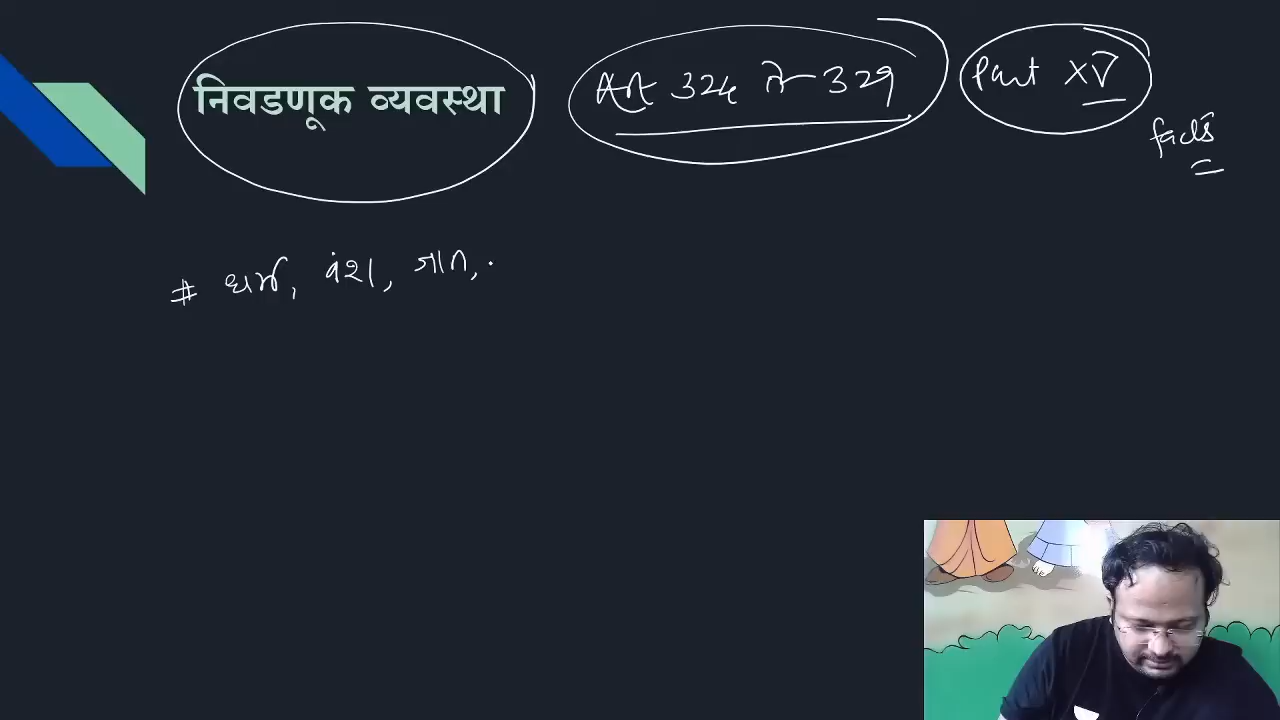 निवडणूक व्यवस्था Art 324 ते 329 Part XV
facts
# धर्म, वंश, जात,